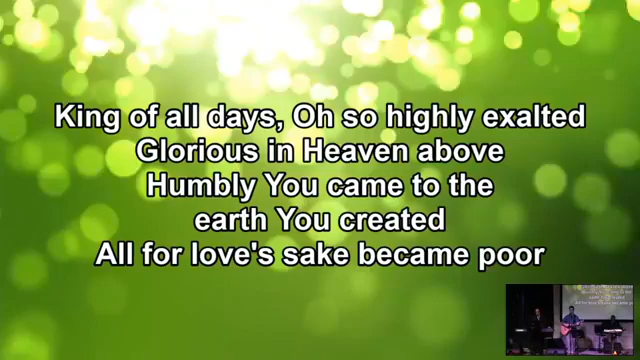 King of all days, Oh so highly exalted
Glorious in Heaven above
Humbly You came to the
earth You created
All for love's sake became poor